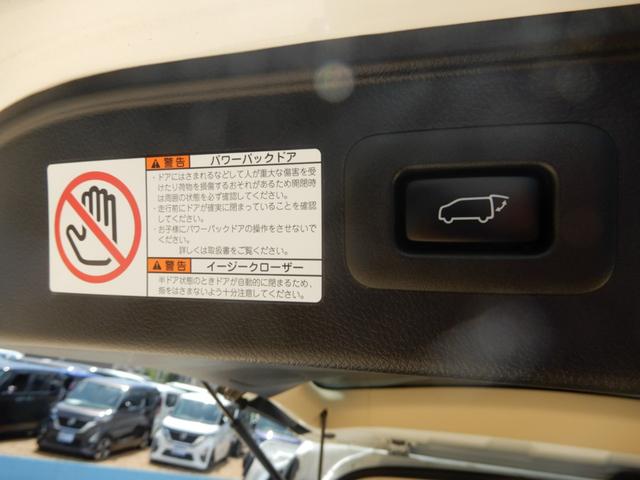 警告 パワーバックドア
・ドアにはさまれるなどして人が重大な傷害を受
けたり荷物を損傷するおそれがあるため開閉時
は周囲の状態を必ず確認してください。
・走行前にドアが確実に閉まっていることを確認
してください。
・お子様にパワーバックドアの操作をさせないで
ください。
詳しくは取扱書をご覧ください。
警告 イージークローザー
半ドア状態のときドアが自動的に閉まるため、
指をはさまないよう十分注意してください。